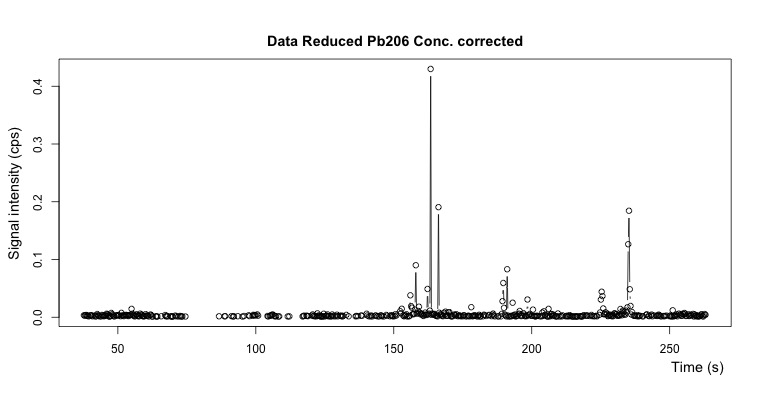 Data Reduced Pb206 Conc. corrected
Signal intensity (cps)
0.4
0.3
0.2
0.1
0.0
50 100 150 200 250
Time (s)